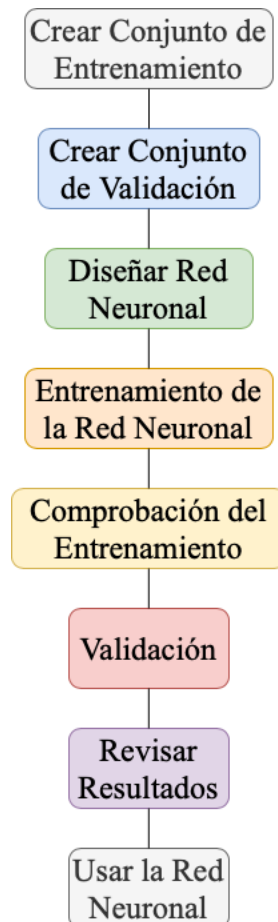 Crear Conjunto de
Entrenamiento
Crear Conjunto
de Validación
Diseñar Red
Neuronal
Entrenamiento de
la Red Neuronal
Comprobación del
Entrenamiento
Validación
Revisar
Resultados
Usar la Red
Neuronal